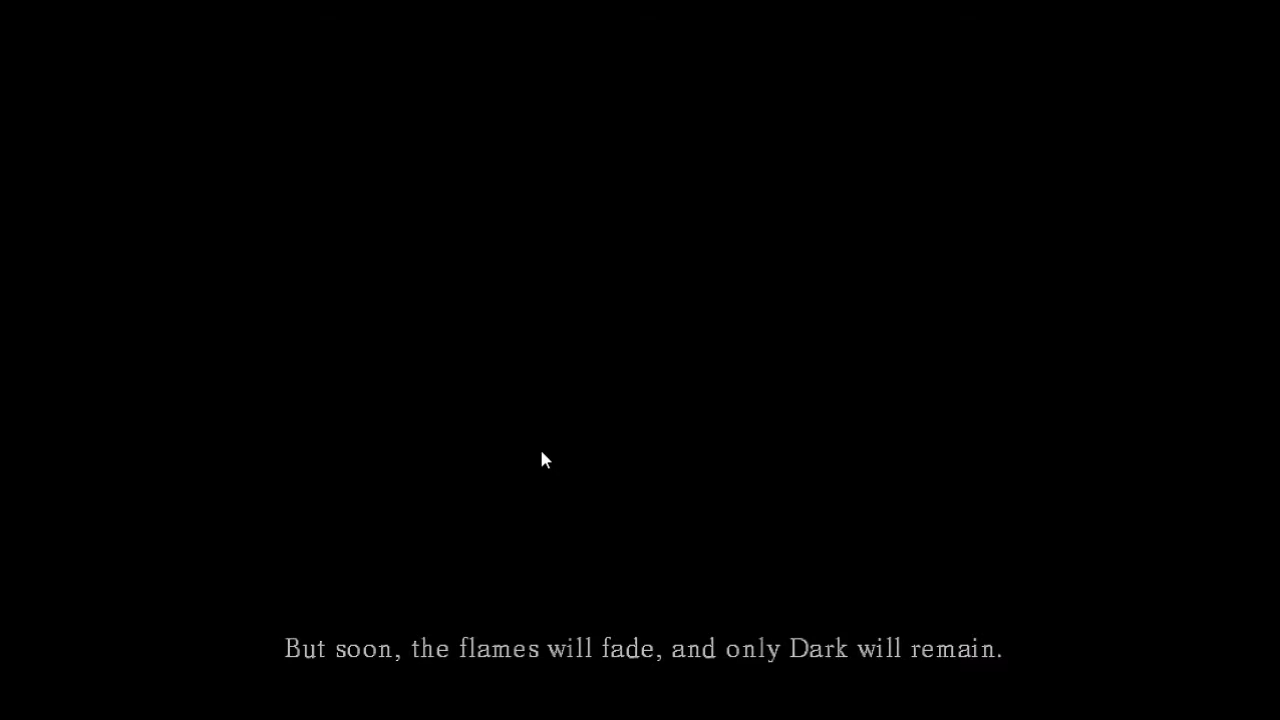 But soon, the flames will fade, and only Dark will remain.